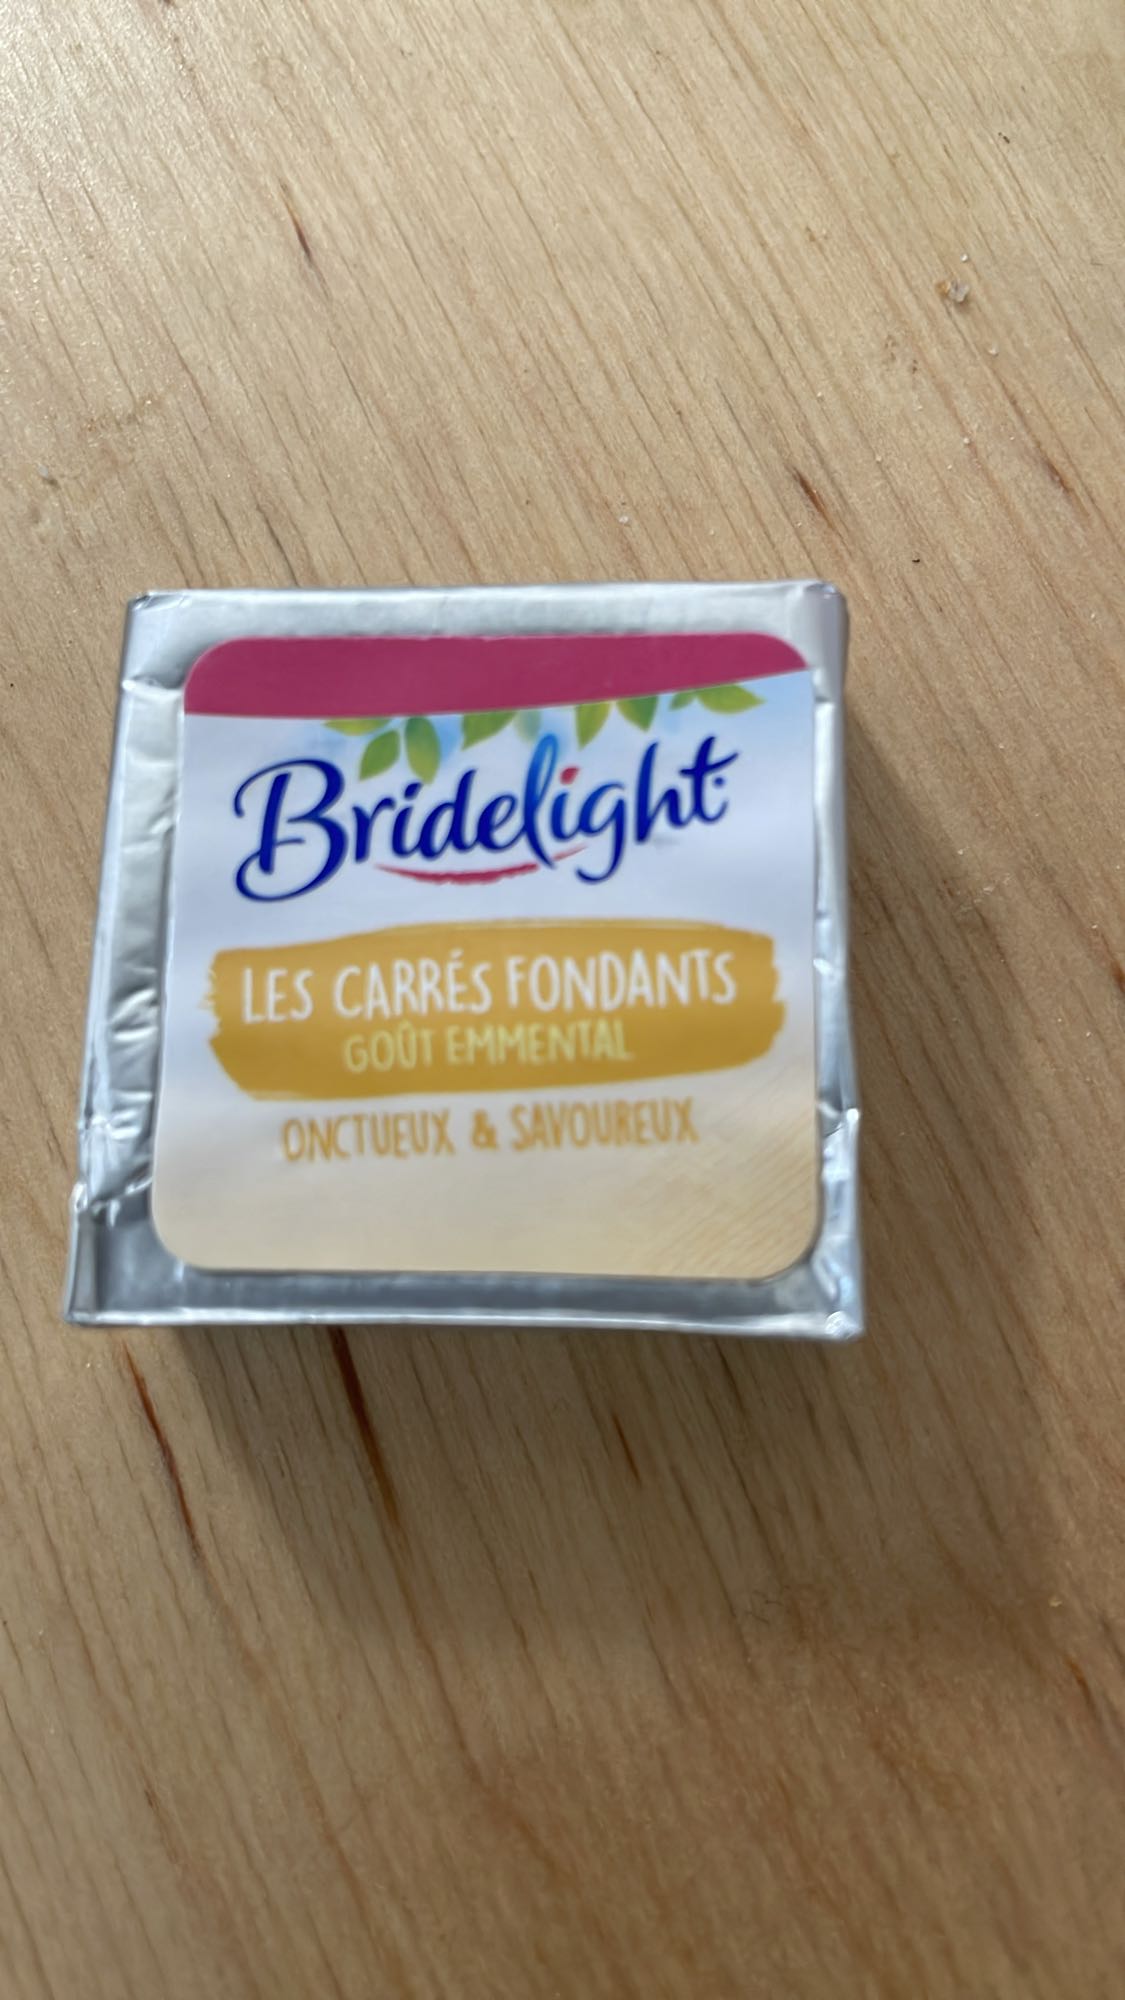 Bridelight
LES CARRÉS FONDANTS
GOÛT EMMENTAL
ONCTUEUX & SAVOUREUX